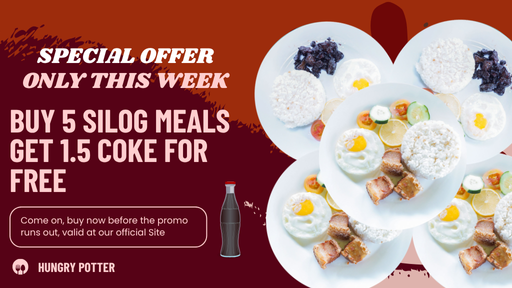 SPECIAL OFFER
ONLY THIS WEEK
BUY 5 SILOG MEALS
GET 1.5 COKE FOR
FREE
Come on, buy now before the promo
runs out, valid at our official Site
HUNGRY POTTER